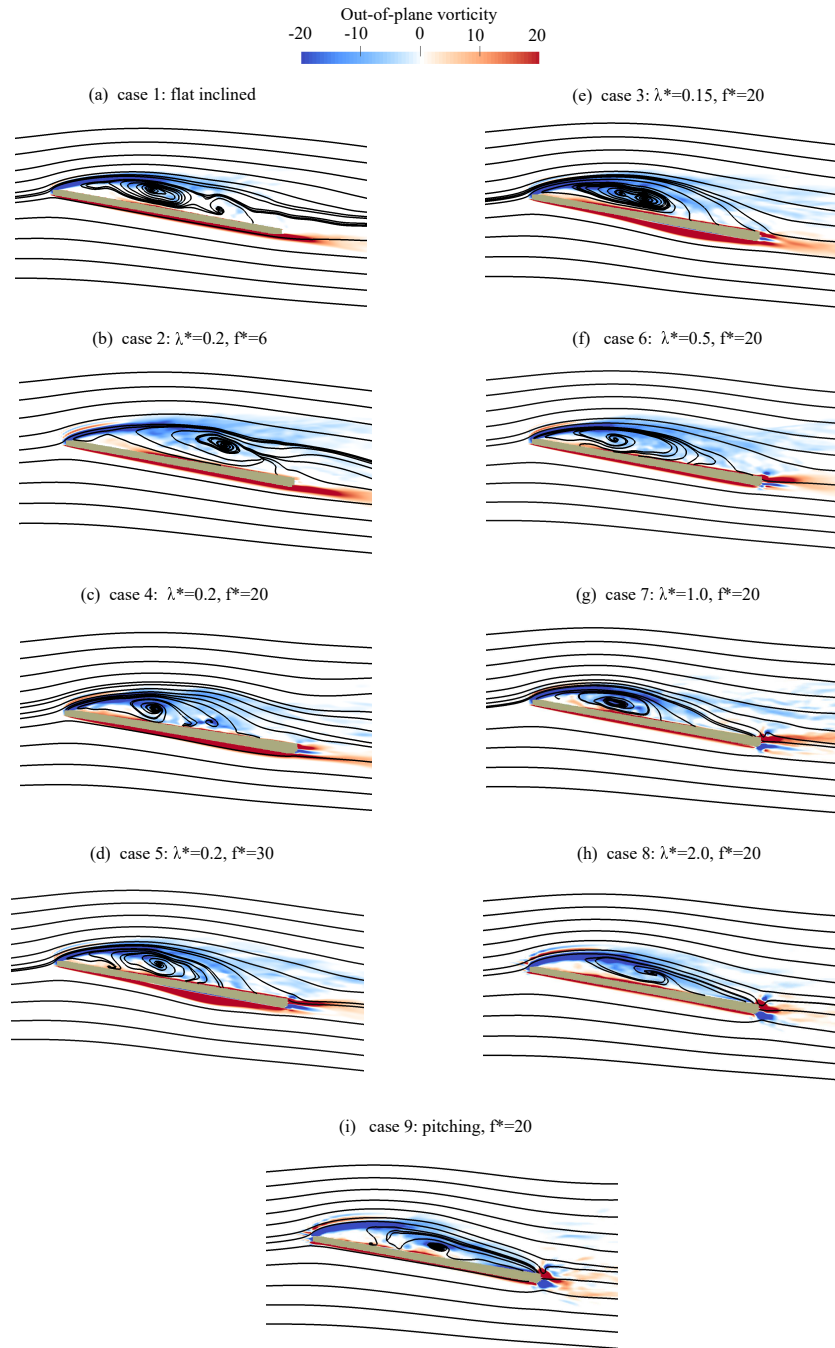 Out-of-plane vorticity
-20 -10 0 10 20
(a) case 1: flat inclined
(e) case 3: λ*=0.15, f*=20
(b) case 2: λ*=0.2, f*=6
(f) case 6: λ*=0.5, f*=20
(c) case 4: λ*=0.2, f*=20
(g) case 7: λ*=1.0, f*=20
(d) case 5: λ*=0.2, f*=30
(h) case 8: λ*=2.0, f*=20
(i) case 9: pitching, f*=20